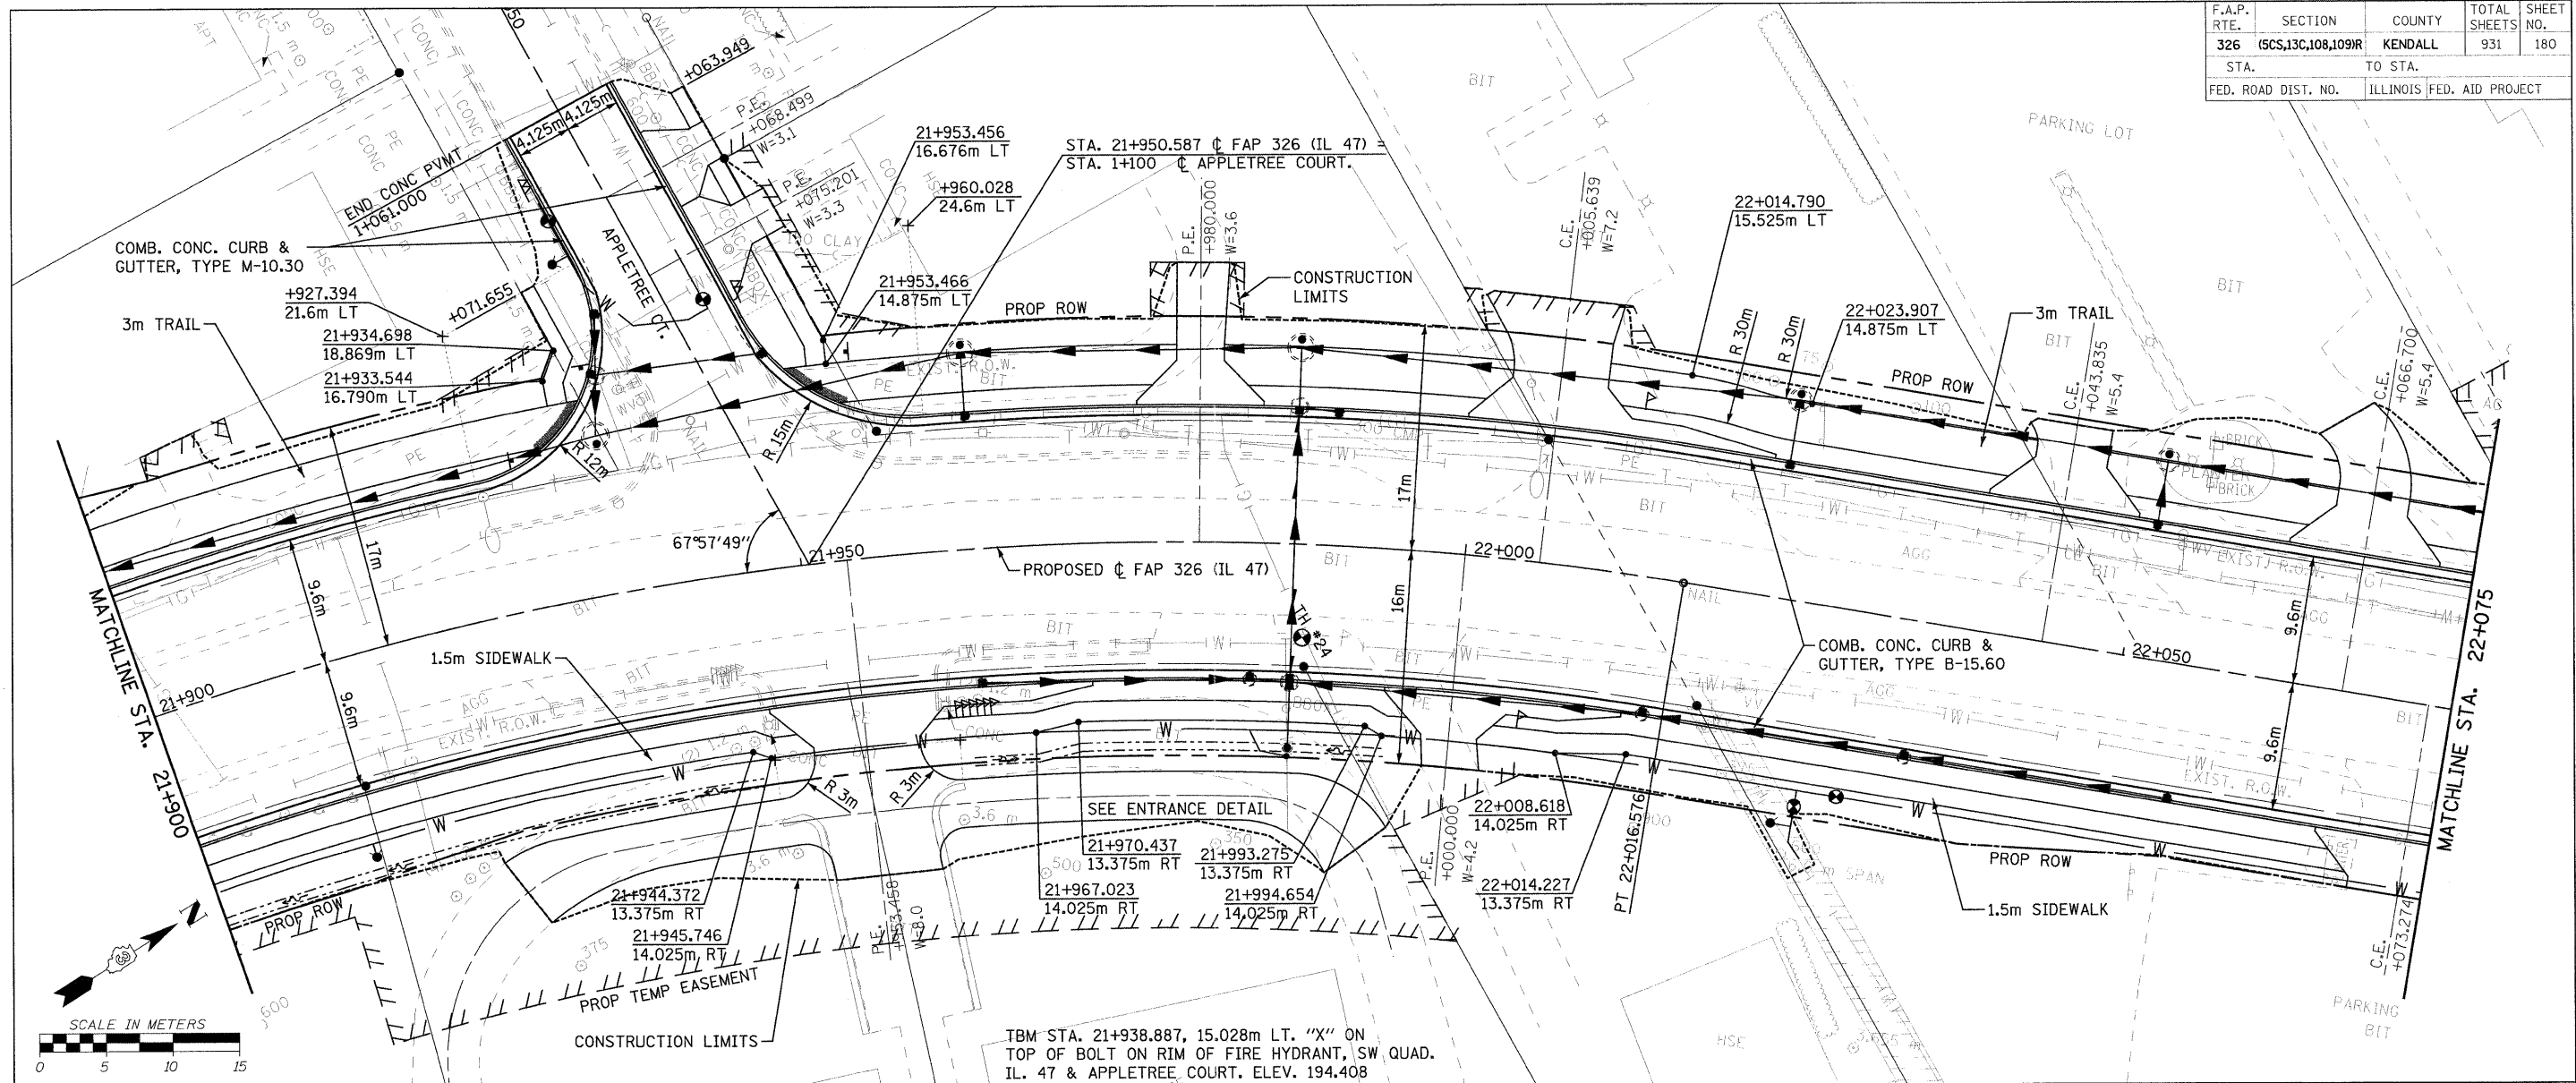 F.A.P. RTE. SECTION COUNTY TOTAL SHEETS SHEET NO.
326 (5CS,13C,108,109)R KENDALL 931 180
STA. TO STA.
FED. ROAD DIST. NO. ILLINOIS FED. AID PROJECT
+063.949
P.E.
+068.499
W=3.1
P.E.
+075.201
W=3.3
4.125m 4.125m
END CONC PVMT
1+061.000
COMB. CONC. CURB &
GUTTER, TYPE M-10.30
APPLETREE CT.
21+953.456
16.676m LT
STA. 21+950.587 ℄ FAP 326 (IL 47) =
STA. 1+100 ℄ APPLETREE COURT.
+960.028
24.6m LT
21+953.466
14.875m LT
P.E.
+980.000
W=3.6
CONSTRUCTION
LIMITS
PROP ROW
C.E.
+005.639
W=7.2
22+014.790
15.525m LT
22+023.907
14.875m LT
R 30m
R 30m
3m TRAIL
PROP ROW
C.E.
+043.835
W=5.4
C.E.
+066.700
W=5.4
PARKING LOT
BIT
BIT
BIT
BRICK
PLANTER
BRICK
+927.394
21.6m LT
+071.655
3m TRAIL
21+934.698
18.869m LT
21+933.544
16.790m LT
R 12m
R 15m
EXIST R.O.W.
BIT
17m
17m
67°57'49"
21+950
PROPOSED ℄ FAP 326 (IL 47)
22+000
NAIL
22+050
16m
9.6m
9.6m
9.6m
9.6m
MATCHLINE STA. 21+900
21+900
MATCHLINE STA. 22+075
1.5m SIDEWALK
TH #24
COMB. CONC. CURB &
GUTTER, TYPE B-15.60
EXIST. R.O.W.
EXIST. R.O.W.
R 3m
R 3m
SEE ENTRANCE DETAIL
21+970.437
13.375m RT
21+967.023
14.025m RT
21+993.275
13.375m RT
21+994.654
14.025m RT
22+008.618
14.025m RT
22+014.227
13.375m RT
PT 22+016.576
P.E.
+000.000
W=4.2
21+944.372
13.375m RT
21+945.746
14.025m RT
P.E.
+953.458
W=8.0
PROP ROW
PROP ROW
1.5m SIDEWALK
C.E.
+073.274
PROP TEMP EASEMENT
CONSTRUCTION LIMITS
N
SCALE IN METERS
0 5 10 15
TBM STA. 21+938.887, 15.028m LT. "X" ON
TOP OF BOLT ON RIM OF FIRE HYDRANT, SW QUAD.
IL. 47 & APPLETREE COURT. ELEV. 194.408
HSE
PARKING
BIT